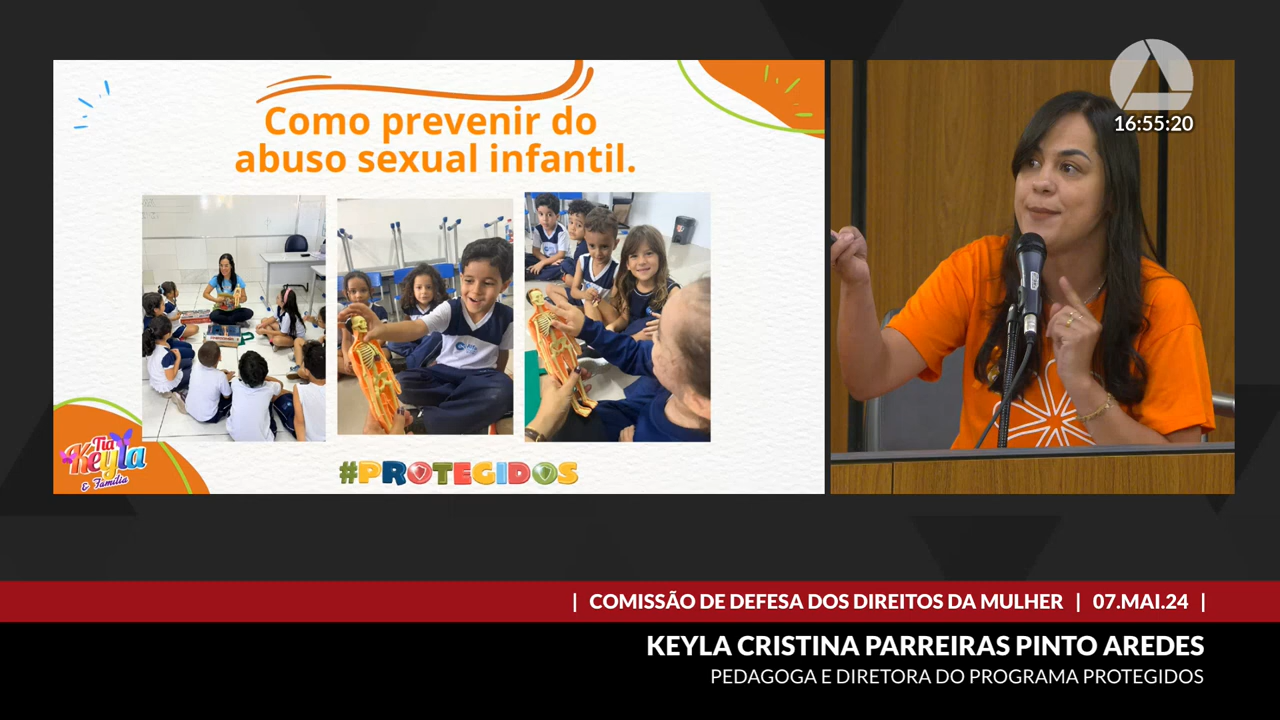 Como prevenir do
abuso sexual infantil.
16:55:20
Tia
Keyla
& Família
#PROTEGIDOS
| COMISSÃO DE DEFESA DOS DIREITOS DA MULHER | 07.MAI.24 |
KEYLA CRISTINA PARREIRAS PINTO AREDES
PEDAGOGA E DIRETORA DO PROGRAMA PROTEGIDOS